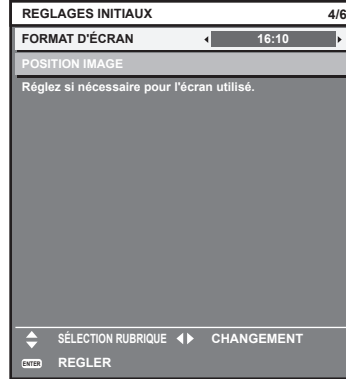 REGLAGES INITIAUX 4/6
FORMAT D'ÉCRAN 16:10
POSITION IMAGE
Réglez si nécessaire pour l'écran utilisé.
SÉLECTION RUBRIQUE CHANGEMENT
ENTER REGLER